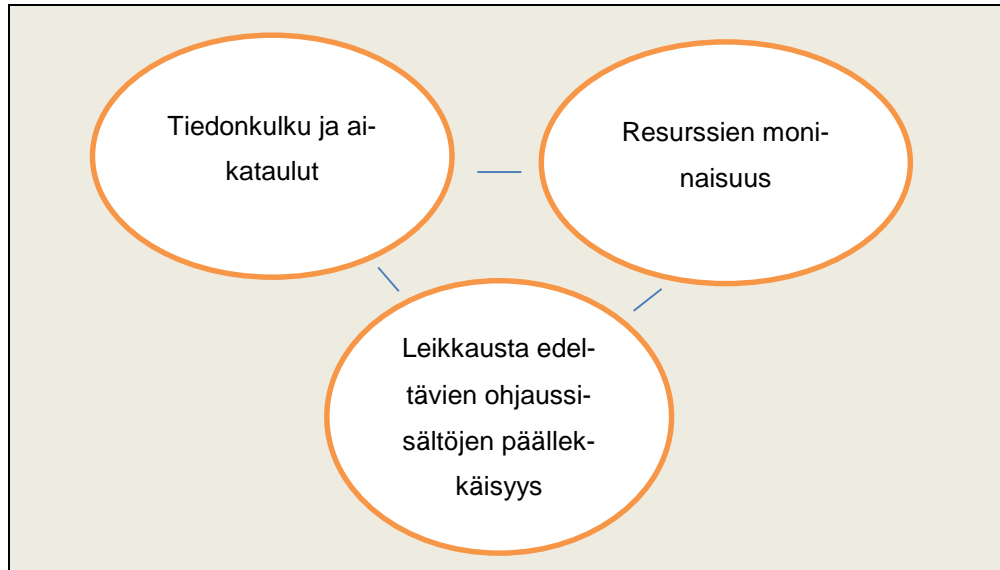 Tiedonkulku ja ai-
kataulut
Resurssien moni-
naisuus
Leikkausta edel-
tävien ohjaussi-
sältöjen päällek-
käisyys